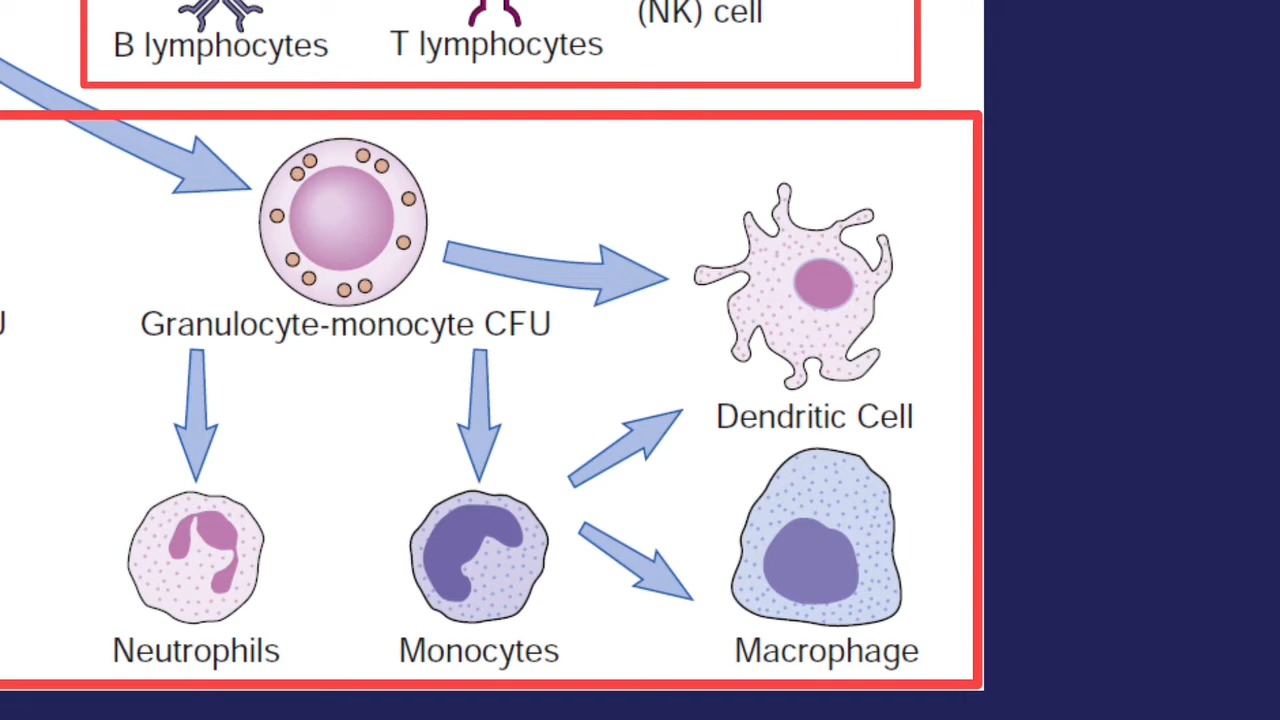 (NK) cell
B lymphocytes
T lymphocytes
Granulocyte-monocyte CFU
Dendritic Cell
Neutrophils
Monocytes
Macrophage